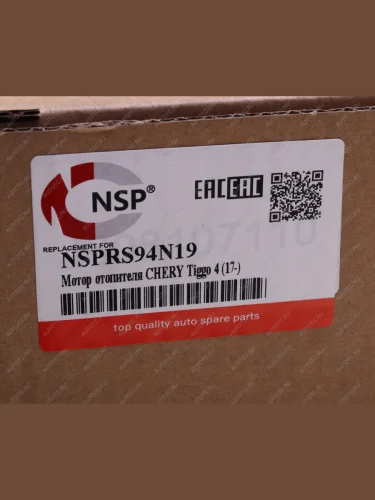 NSP®
EAC EAC
REPLACEMENT FOR
NSPRS94N19
Мотор отопителя CHERY Tiggo 4 (17-)
top quality auto spare parts